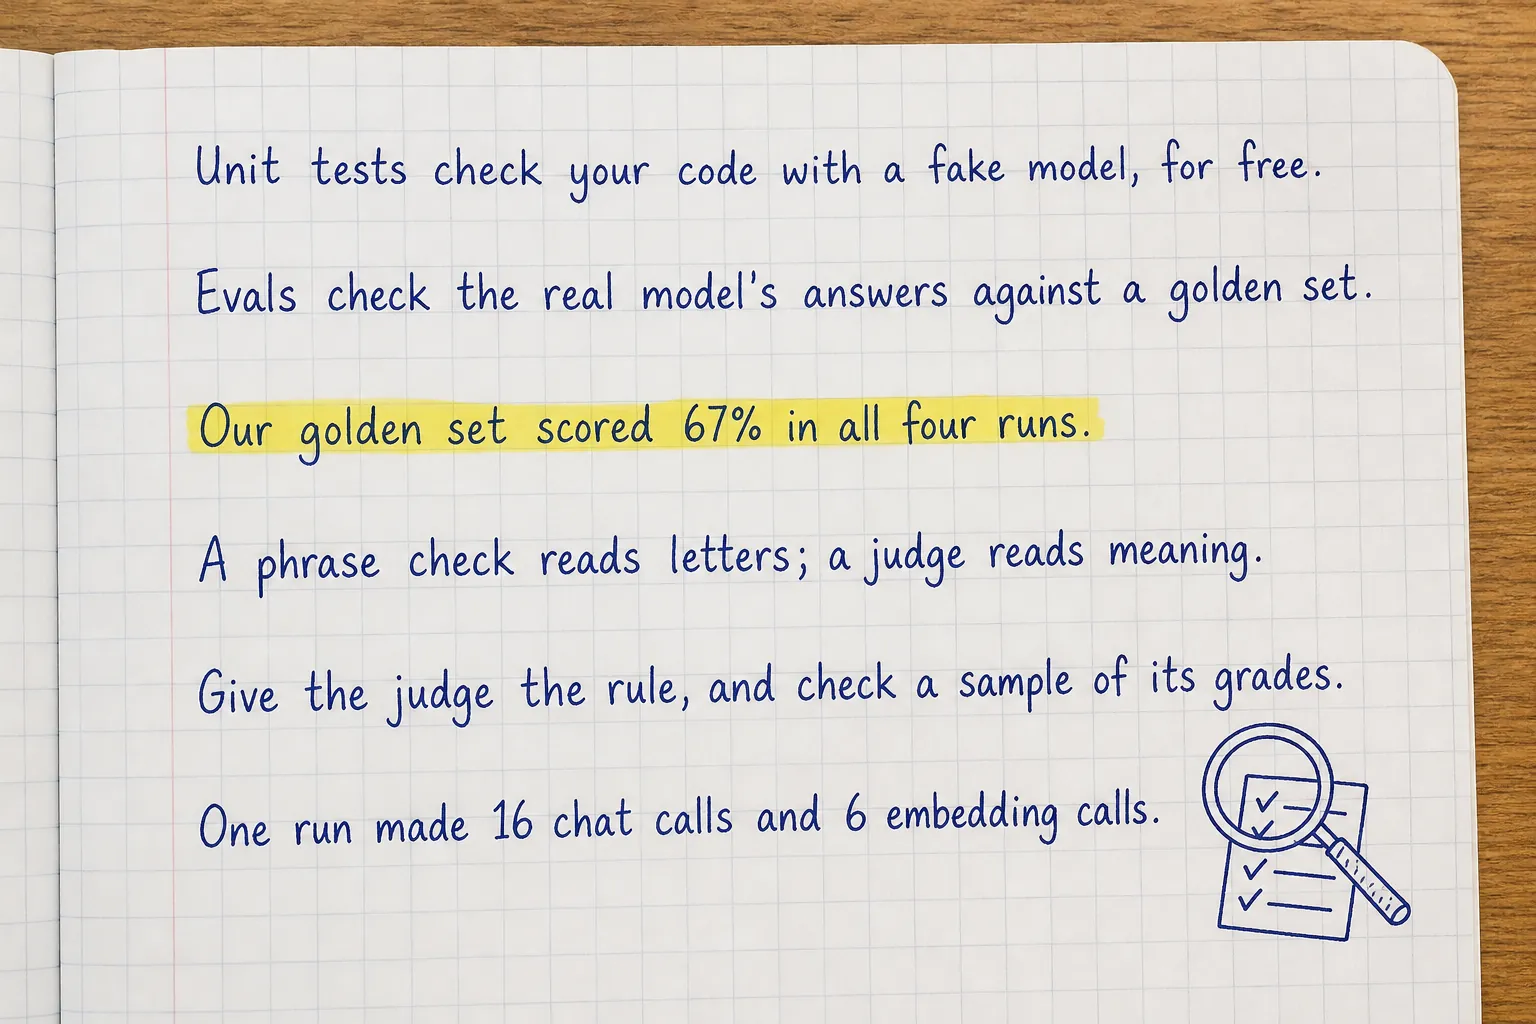 Unit tests check your code with a fake model, for free.
Evals check the real model's answers against a golden set.
Our golden set scored 67% in all four runs.
A phrase check reads letters; a judge reads meaning.
Give the judge the rule, and check a sample of its grades.
One run made 16 chat calls and 6 embedding calls.